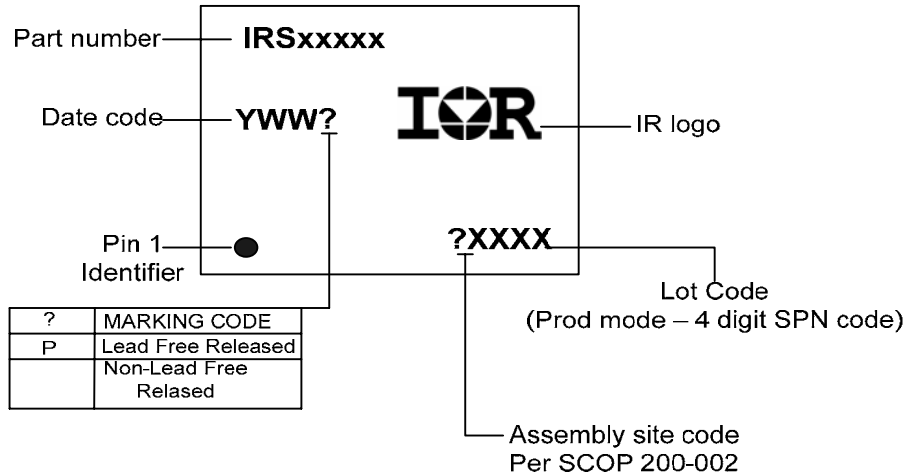 Part number
IRSxxxxx
Date code
YWW?
IOR
IR logo
Pin 1
Identifier
?XXXX
Lot Code
(Prod mode – 4 digit SPN code)
? MARKING CODE
P Lead Free Released
Non-Lead Free
Relased
Assembly site code
Per SCOP 200-002